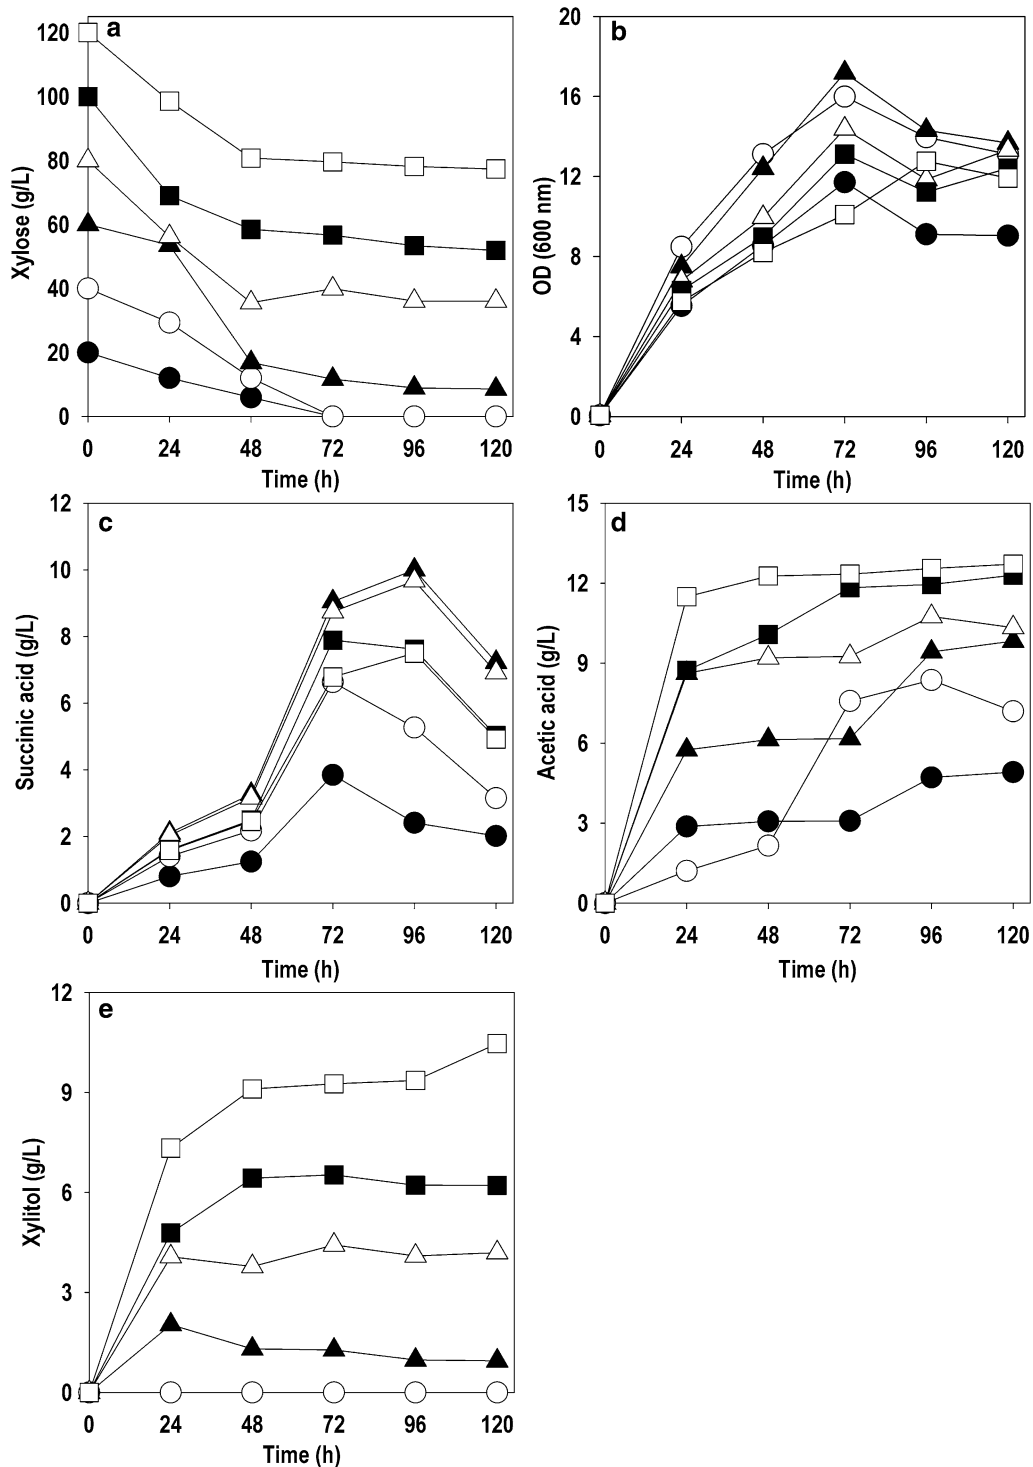 a
Xylose (g/L)
120
100
80
60
40
20
0
0 24 48 72 96 120
Time (h)
b
OD (600 nm)
20
16
12
8
4
0
0 24 48 72 96 120
Time (h)
c
Succinic acid (g/L)
12
10
8
6
4
2
0
0 24 48 72 96 120
Time (h)
d
Acetic acid (g/L)
15
12
9
6
3
0
0 24 48 72 96 120
Time (h)
e
Xylitol (g/L)
12
9
6
3
0
0 24 48 72 96 120
Time (h)